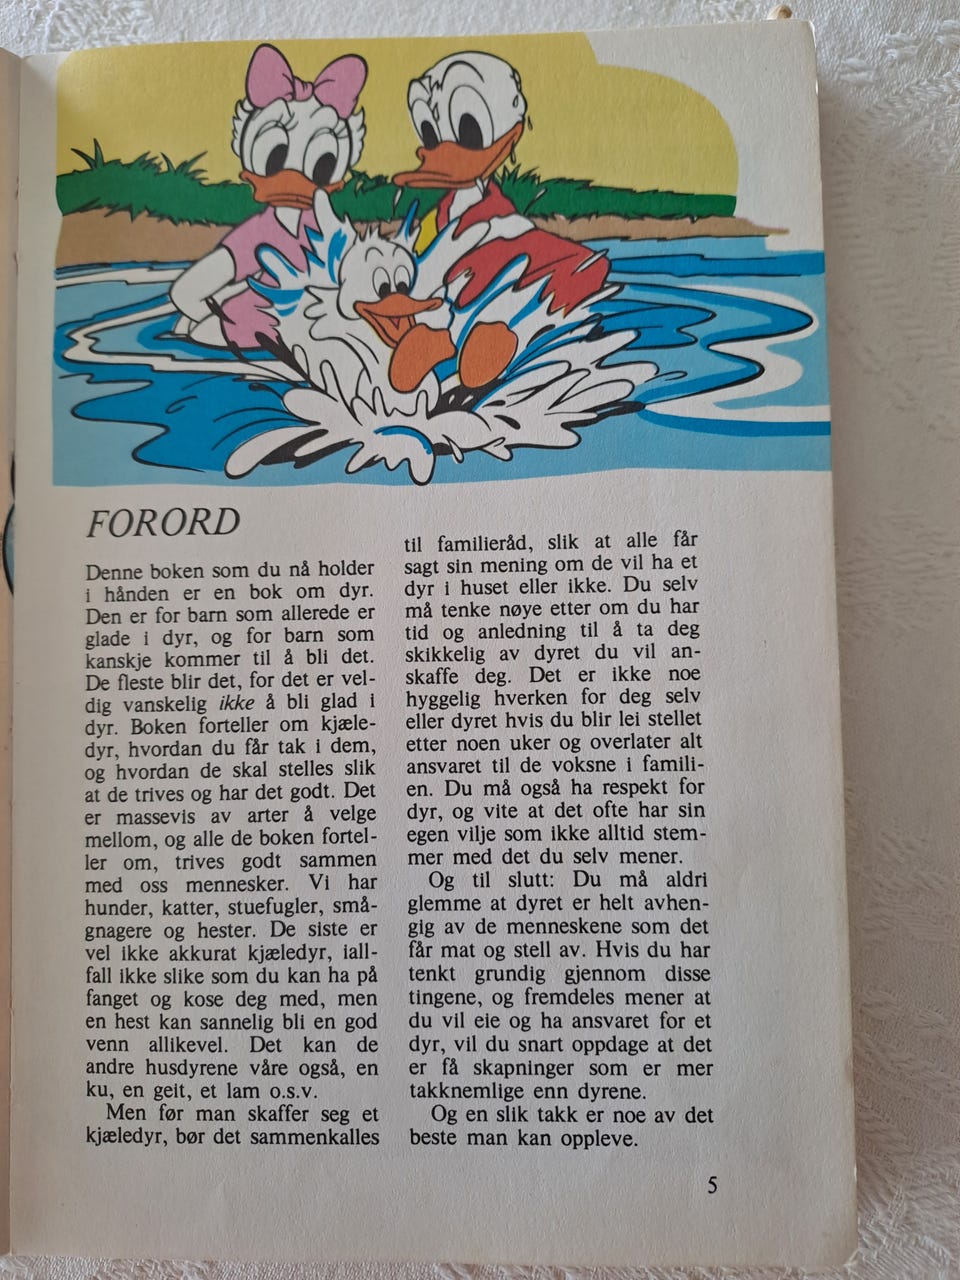 FORORD
Denne boken som du nå holder
i hånden er en bok om dyr.
Den er for barn som allerede er
glade i dyr, og for barn som
kanskje kommer til å bli det.
De fleste blir det, for det er vel-
dig vanskelig ikke å bli glad i
dyr. Boken forteller om kjæle-
dyr, hvordan du får tak i dem,
og hvordan de skal stelles slik
at de trives og har det godt. Det
er massevis av arter å velge
mellom, og alle de boken fortel-
ler om, trives godt sammen
med oss mennesker. Vi har
hunder, katter, stuefugler, små-
gnagere og hester. De siste er
vel ikke akkurat kjæledyr, iall-
fall ikke slike som du kan ha på
fanget og kose deg med, men
en hest kan sannelig bli en god
venn allikevel. Det kan de
andre husdyrene våre også, en
ku, en geit, et lam o.s.v.
Men før man skaffer seg et
kjæledyr, bør det sammenkalles
til familieråd, slik at alle får
sagt sin mening om de vil ha et
dyr i huset eller ikke. Du selv
må tenke nøye etter om du har
tid og anledning til å ta deg
skikkelig av dyret du vil an-
skaffe deg. Det er ikke noe
hyggelig hverken for deg selv
eller dyret hvis du blir lei stellet
etter noen uker og overlater alt
ansvaret til de voksne i famili-
en. Du må også ha respekt for
dyr, og vite at det ofte har sin
egen vilje som ikke alltid stem-
mer med det du selv mener.
Og til slutt: Du må aldri
glemme at dyret er helt avhen-
gig av de menneskene som det
får mat og stell av. Hvis du har
tenkt grundig gjennom disse
tingene, og fremdeles mener at
du vil eie og ha ansvaret for et
dyr, vil du snart oppdage at det
er få skapninger som er mer
takknemlige enn dyrene.
Og en slik takk er noe av det
beste man kan oppleve.
5